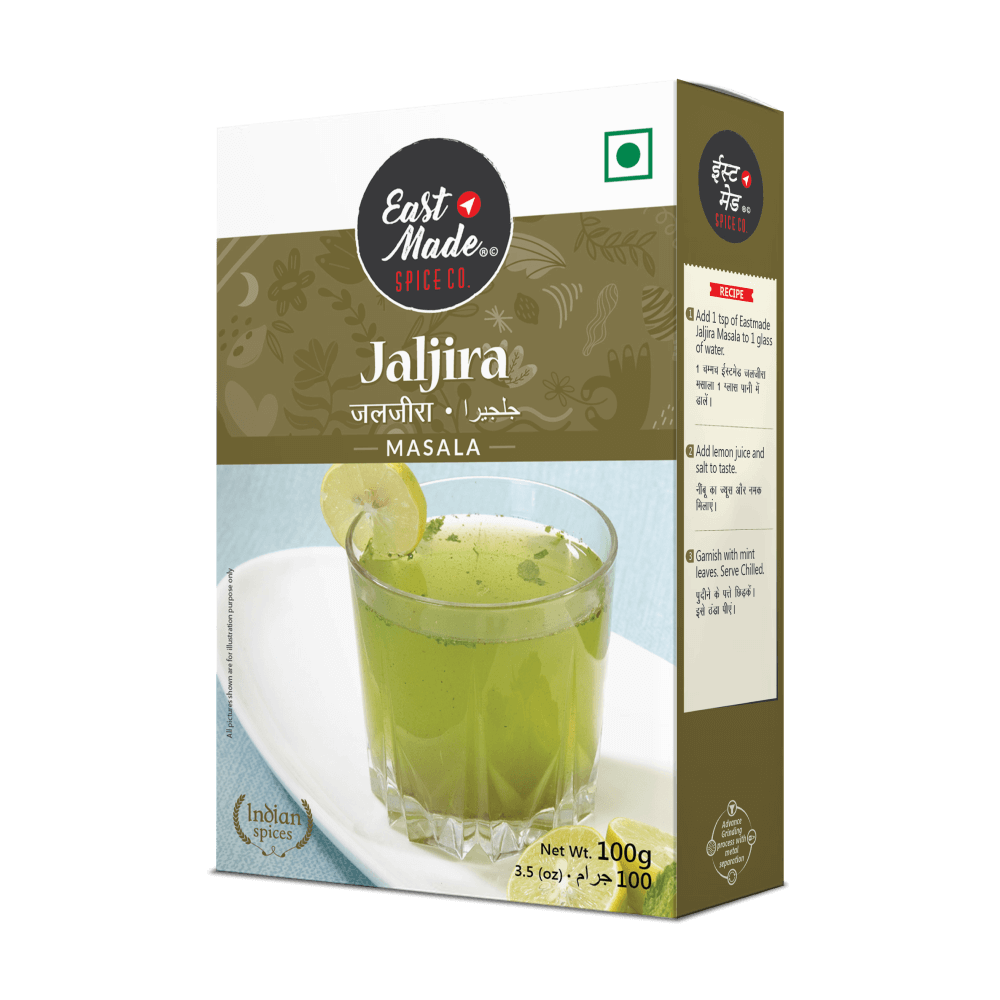 East
Made®©
SPICE CO.
Jaljira
जलजीरा • جلجيرا
MASALA
All pictures shown are for illustration purpose only
Indian
spices
Net Wt. 100g
3.5 (oz) • 100 جرام
ईस्ट
मेड®©
SPICE CO.
RECIPE
1 Add 1 tsp of Eastmade
Jaljira Masala to 1 glass
of water.
1 चम्मच ईस्टमेड जलजीरा
मसाला 1 ग्लास पानी में
डालें।
2 Add lemon juice and
salt to taste.
नींबू का ज्यूस और नमक
मिलाएं।
3 Garnish with mint
leaves. Serve Chilled.
पुदीने के पत्ते छिड़कें।
इसे ठंडा पीएं।
Advance
Grinding
process with
metal
separation